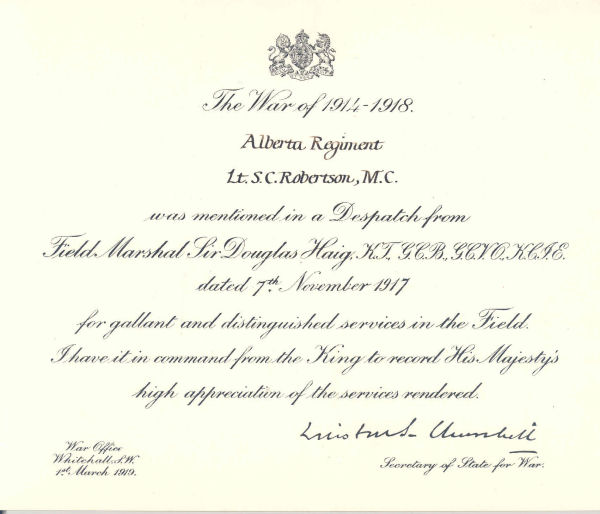 The War of 1914-1918.
Alberta Regiment
Lt. S.C. Robertson, M.C.
was mentioned in a Despatch from
Field Marshal Sir Douglas Haig, K.T., G.C.B., G.C.V.O., K.C.I.E.
dated 7th November 1917
for gallant and distinguished services in the Field.
I have it in command from the King to record His Majesty's
high appreciation of the services rendered.
Winston S. Churchill
War Office
Whitehall, S.W.
1st March 1919.
Secretary of State for War.